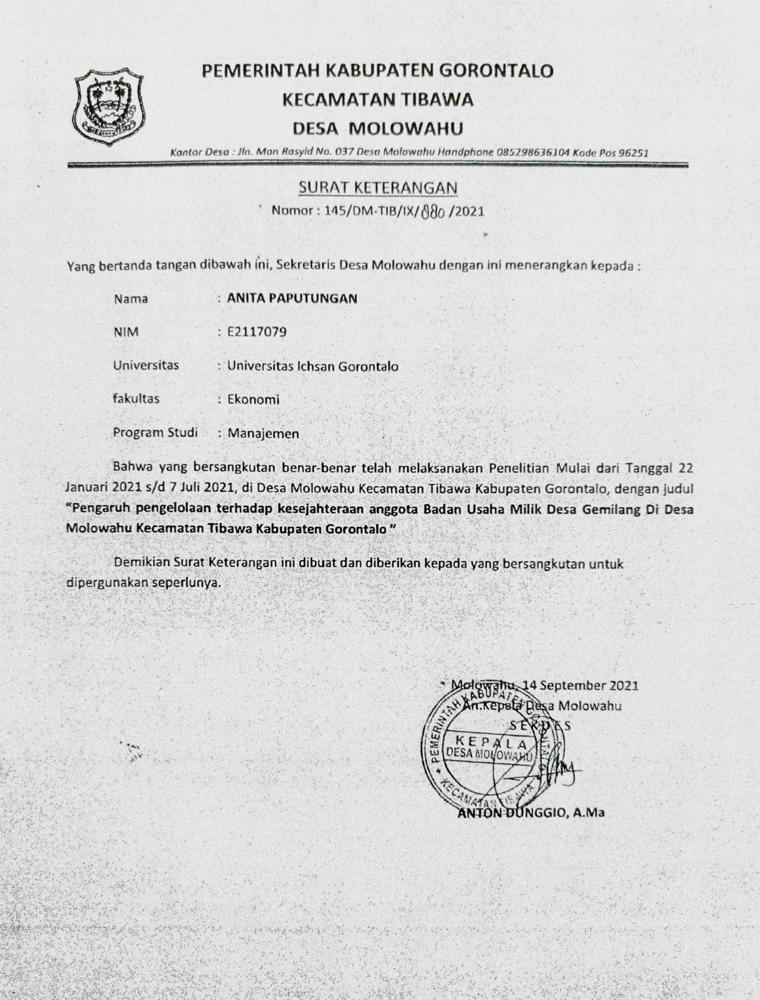 PEMERINTAH KABUPATEN GORONTALO
KECAMATAN TIBAWA
DESA MOLOWAHU
Kantor Desa : Jln. Man Rasyid No. 037 Desa Molowahu Handphone 085298636104 Kode Pos 96251
SURAT KETERANGAN
Nomor : 145/DM-TIB/IX/880/2021
Yang bertanda tangan dibawah ini, Sekretaris Desa Molowahu dengan ini menerangkan kepada :
Nama : ANITA PAPUTUNGAN
NIM : E2117079
Universitas : Universitas Ichsan Gorontalo
fakultas : Ekonomi
Program Studi : Manajemen
Bahwa yang bersangkutan benar-benar telah melaksanakan Penelitian Mulai dari Tanggal 22
Januari 2021 s/d 7 Juli 2021, di Desa Molowahu Kecamatan Tibawa Kabupaten Gorontalo, dengan judul
“Pengaruh pengelolaan terhadap kesejahteraan anggota Badan Usaha Milik Desa Gemilang Di Desa
Molowahu Kecamatan Tibawa Kabupaten Gorontalo ”
Demikian Surat Keterangan ini dibuat dan diberikan kepada yang bersangkutan untuk
dipergunakan seperlunya.
Molowahu, 14 September 2021
An.Kepala Desa Molowahu
SEKDES
PEMERINTAH KABUPATEN GORONTALO
KEPALA
DESA MOLOWAHU
KECAMATAN TIBAWA
ANTON DUNGGIO, A.Ma